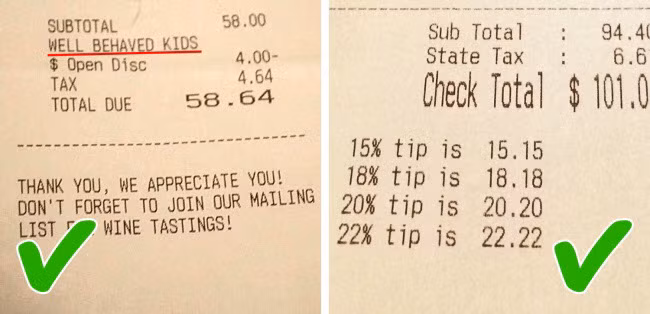 SUBTOTAL 58.00
WELL BEHAVED KIDS
$ Open Disc 4.00-
TAX 4.64
TOTAL DUE 58.64
THANK YOU, WE APPRECIATE YOU!
DON'T FORGET TO JOIN OUR MAILING
LIST WINE TASTINGS!
Sub Total : 94.40
State Tax : 6.6
Check Total $ 101.0
15% tip is 15.15
18% tip is 18.18
20% tip is 20.20
22% tip is 22.22